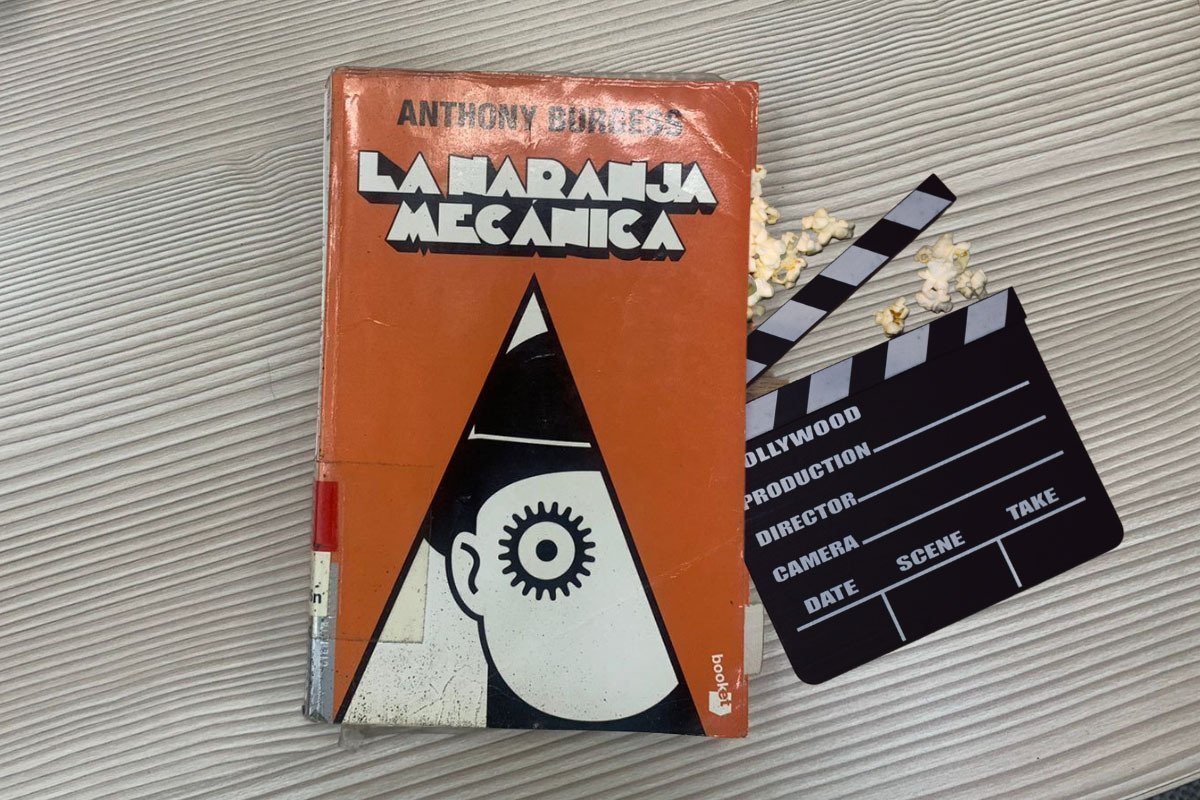 ANTHONY BURGESS
LA NARANJA
MECÁNICA
booket
OLLYWOOD
PRODUCTION
DIRECTOR
CAMERA
DATE SCENE TAKE